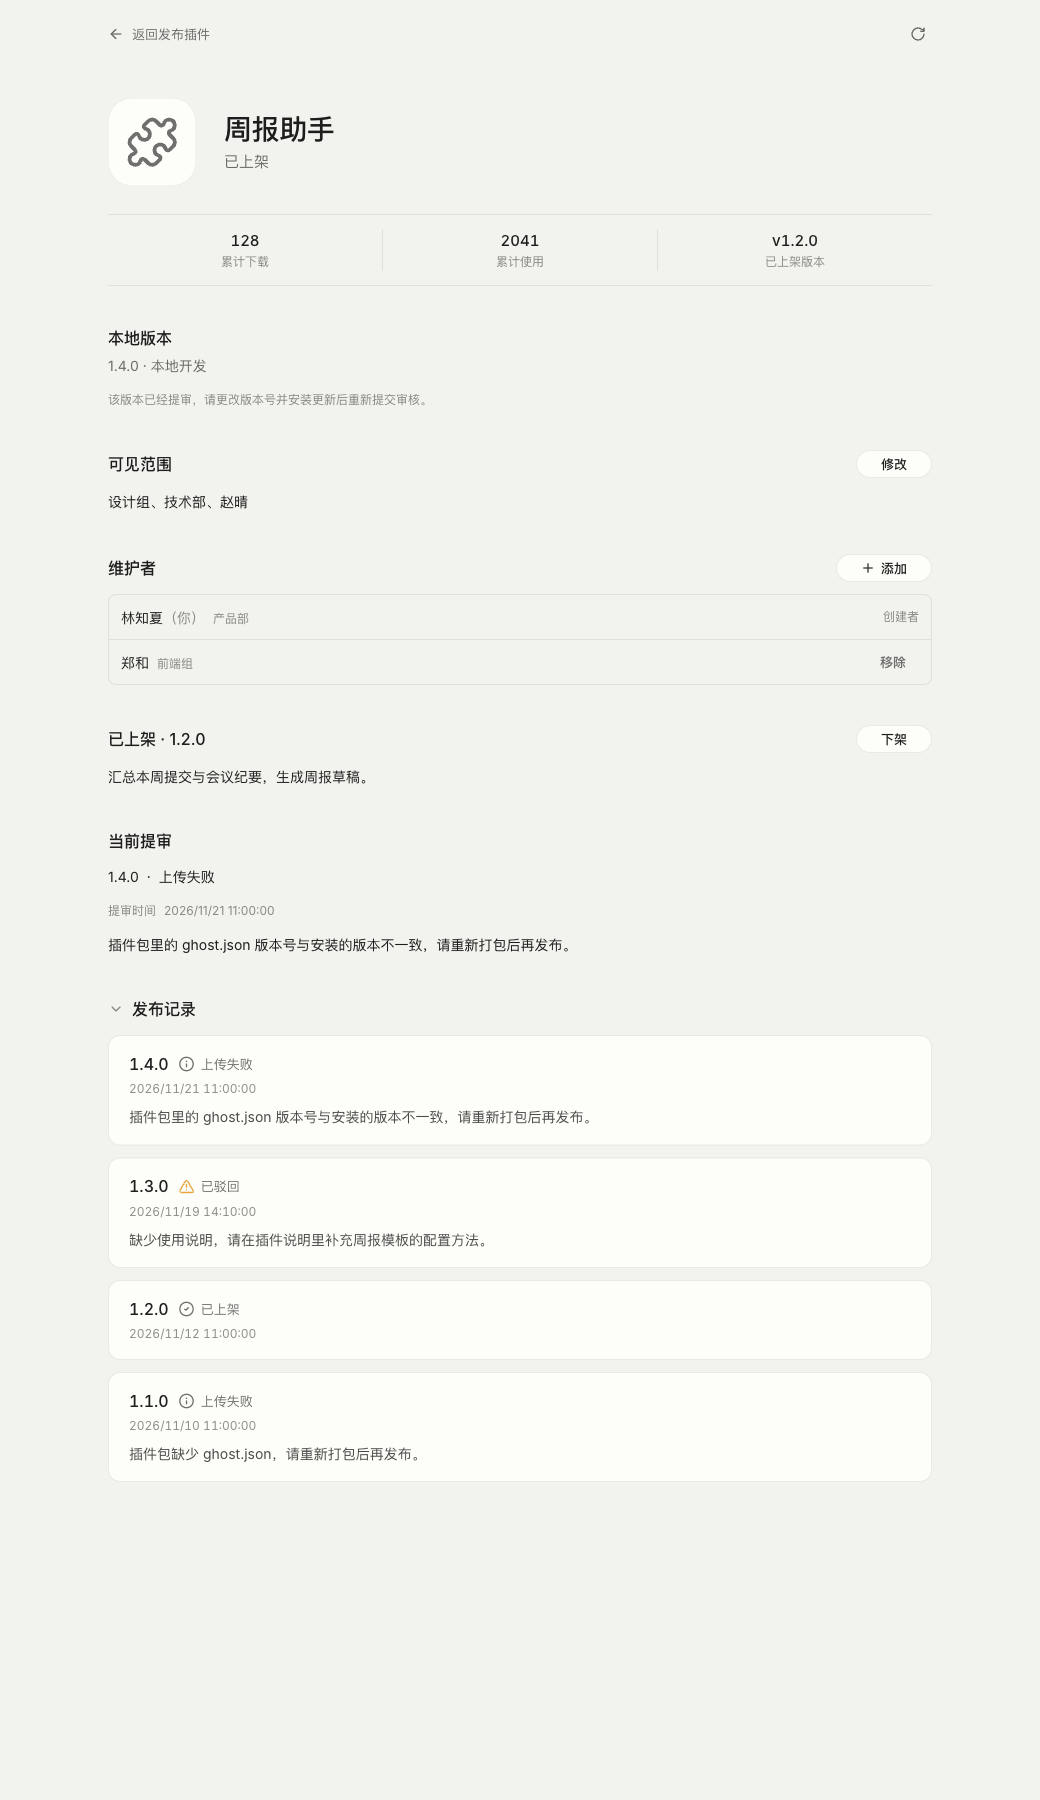 返回发布插件
周报助手
已上架
128
累计下载
2041
累计使用
v1.2.0
已上架版本
本地版本
1.4.0 · 本地开发
该版本已经提审，请更改版本号并安装更新后重新提交审核。
可见范围
修改
设计组、技术部、赵晴
维护者
添加
林知夏（你） 产品部
创建者
郑和 前端组
移除
已上架 · 1.2.0
下架
汇总本周提交与会议纪要，生成周报草稿。
当前提审
1.4.0 · 上传失败
提审时间 2026/11/21 11:00:00
插件包里的 ghost.json 版本号与安装的版本不一致，请重新打包后再发布。
发布记录
1.4.0 上传失败
2026/11/21 11:00:00
插件包里的 ghost.json 版本号与安装的版本不一致，请重新打包后再发布。
1.3.0 已驳回
2026/11/19 14:10:00
缺少使用说明，请在插件说明里补充周报模板的配置方法。
1.2.0 已上架
2026/11/12 11:00:00
1.1.0 上传失败
2026/11/10 11:00:00
插件包缺少 ghost.json，请重新打包后再发布。